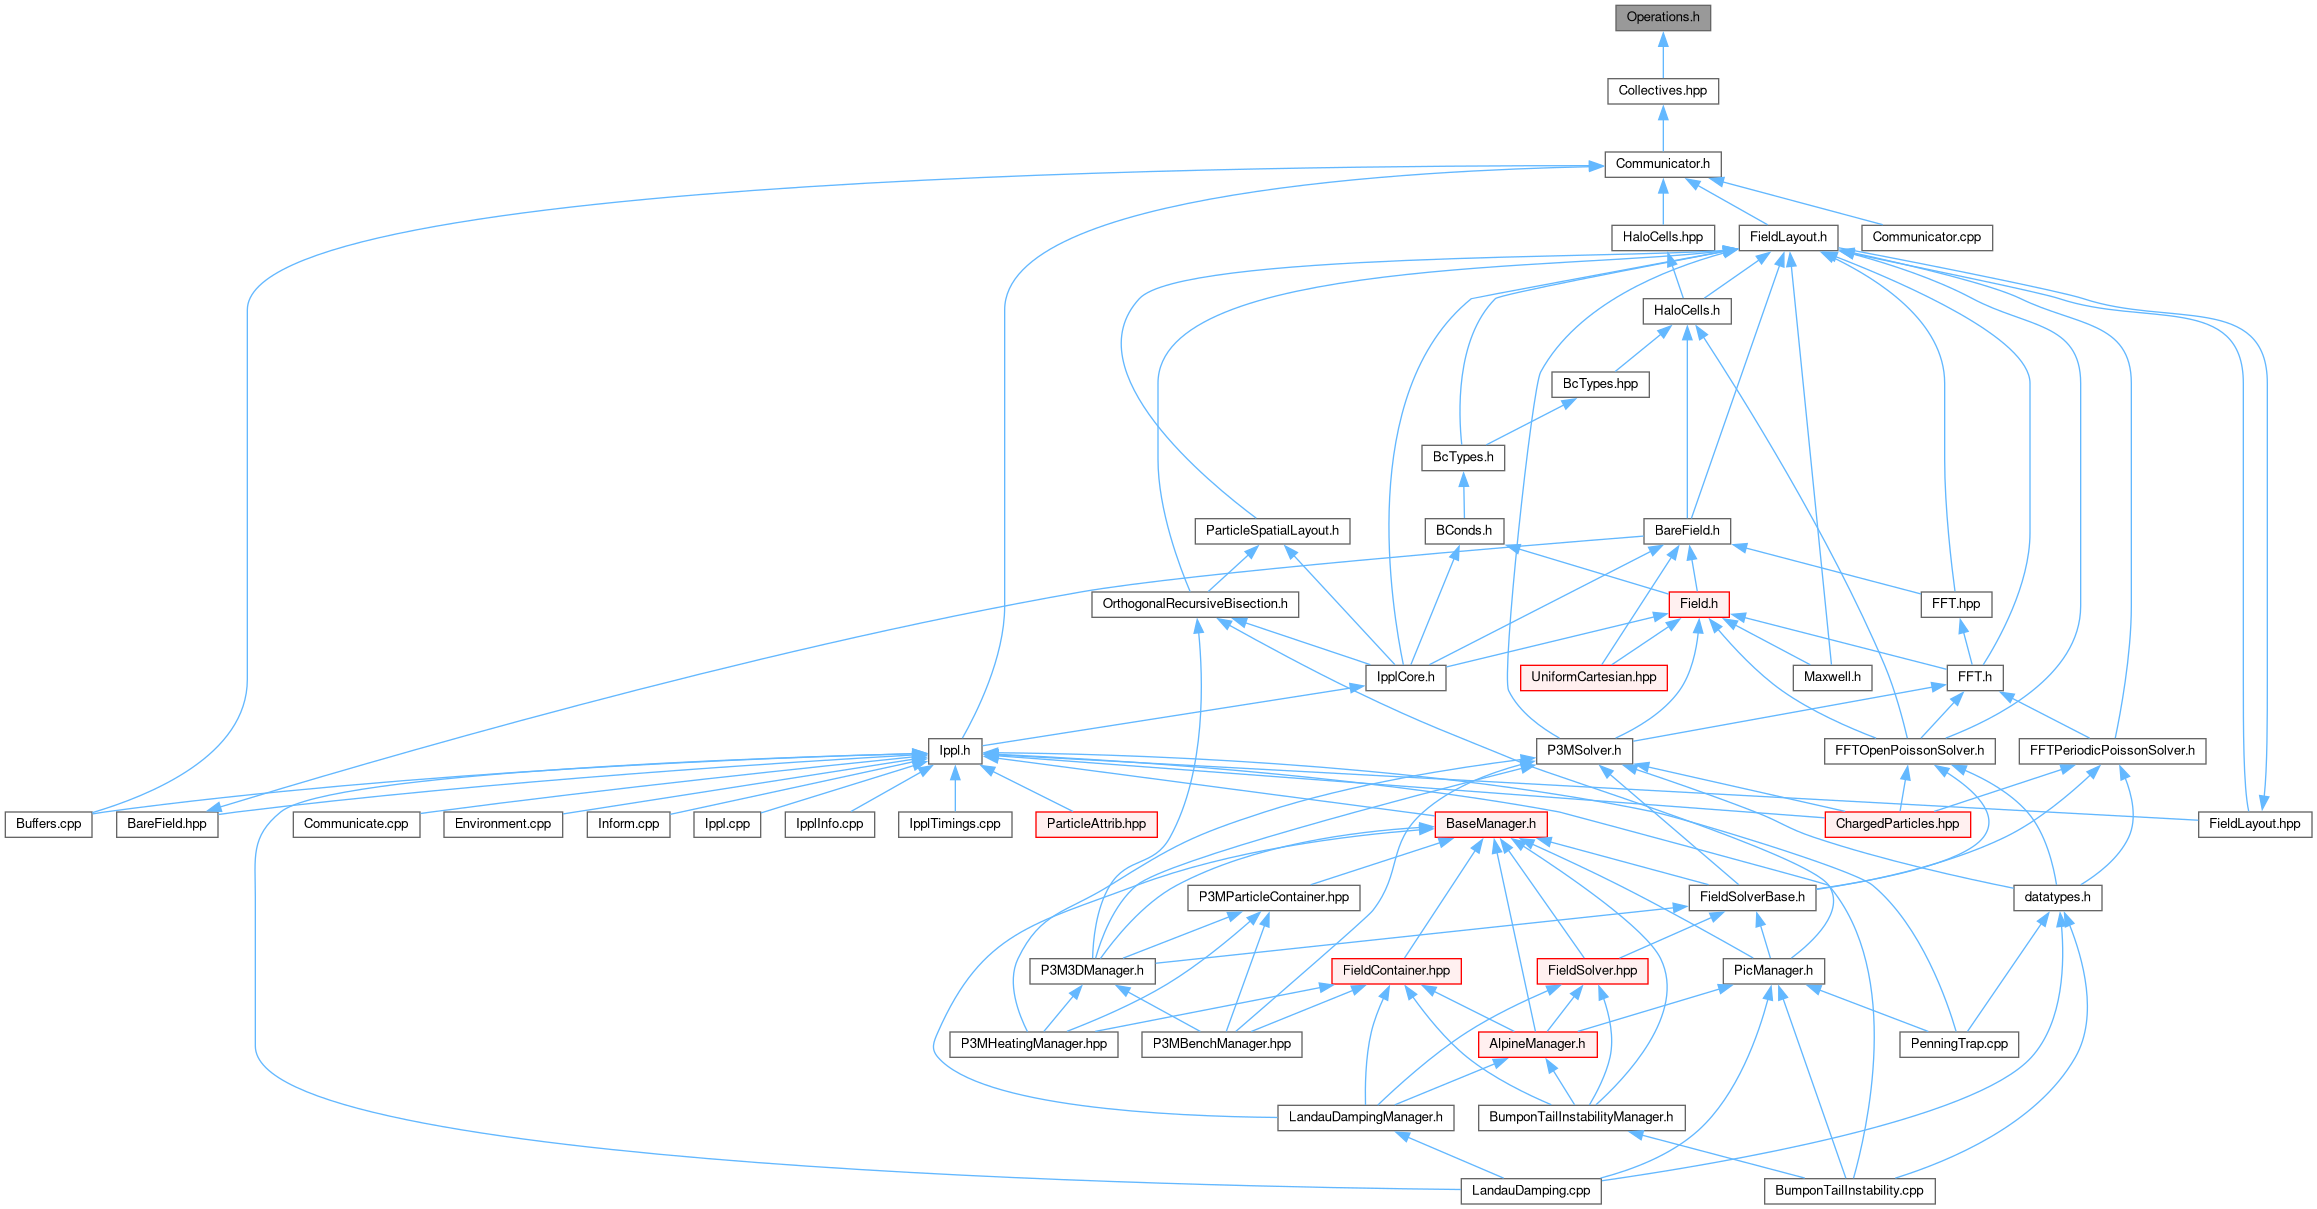 Operations.h
Collectives.hpp
Communicator.h
HaloCells.hpp
FieldLayout.h
Communicator.cpp
HaloCells.h
BcTypes.hpp
BcTypes.h
ParticleSpatialLayout.h
BConds.h
BareField.h
OrthogonalRecursiveBisection.h
Field.h
FFT.hpp
IpplCore.h
UniformCartesian.hpp
Maxwell.h
FFT.h
Ippl.h
P3MSolver.h
FFTOpenPoissonSolver.h
FFTPeriodicPoissonSolver.h
Buffers.cpp
BareField.hpp
Communicate.cpp
Environment.cpp
Inform.cpp
Ippl.cpp
IpplInfo.cpp
IpplTimings.cpp
ParticleAttrib.hpp
BaseManager.h
ChargedParticles.hpp
FieldLayout.hpp
P3MParticleContainer.hpp
FieldSolverBase.h
datatypes.h
P3M3DManager.h
FieldContainer.hpp
FieldSolver.hpp
PicManager.h
P3MHeatingManager.hpp
P3MBenchManager.hpp
AlpineManager.h
PenningTrap.cpp
LandauDampingManager.h
BumponTailInstabilityManager.h
LandauDamping.cpp
BumponTailInstability.cpp